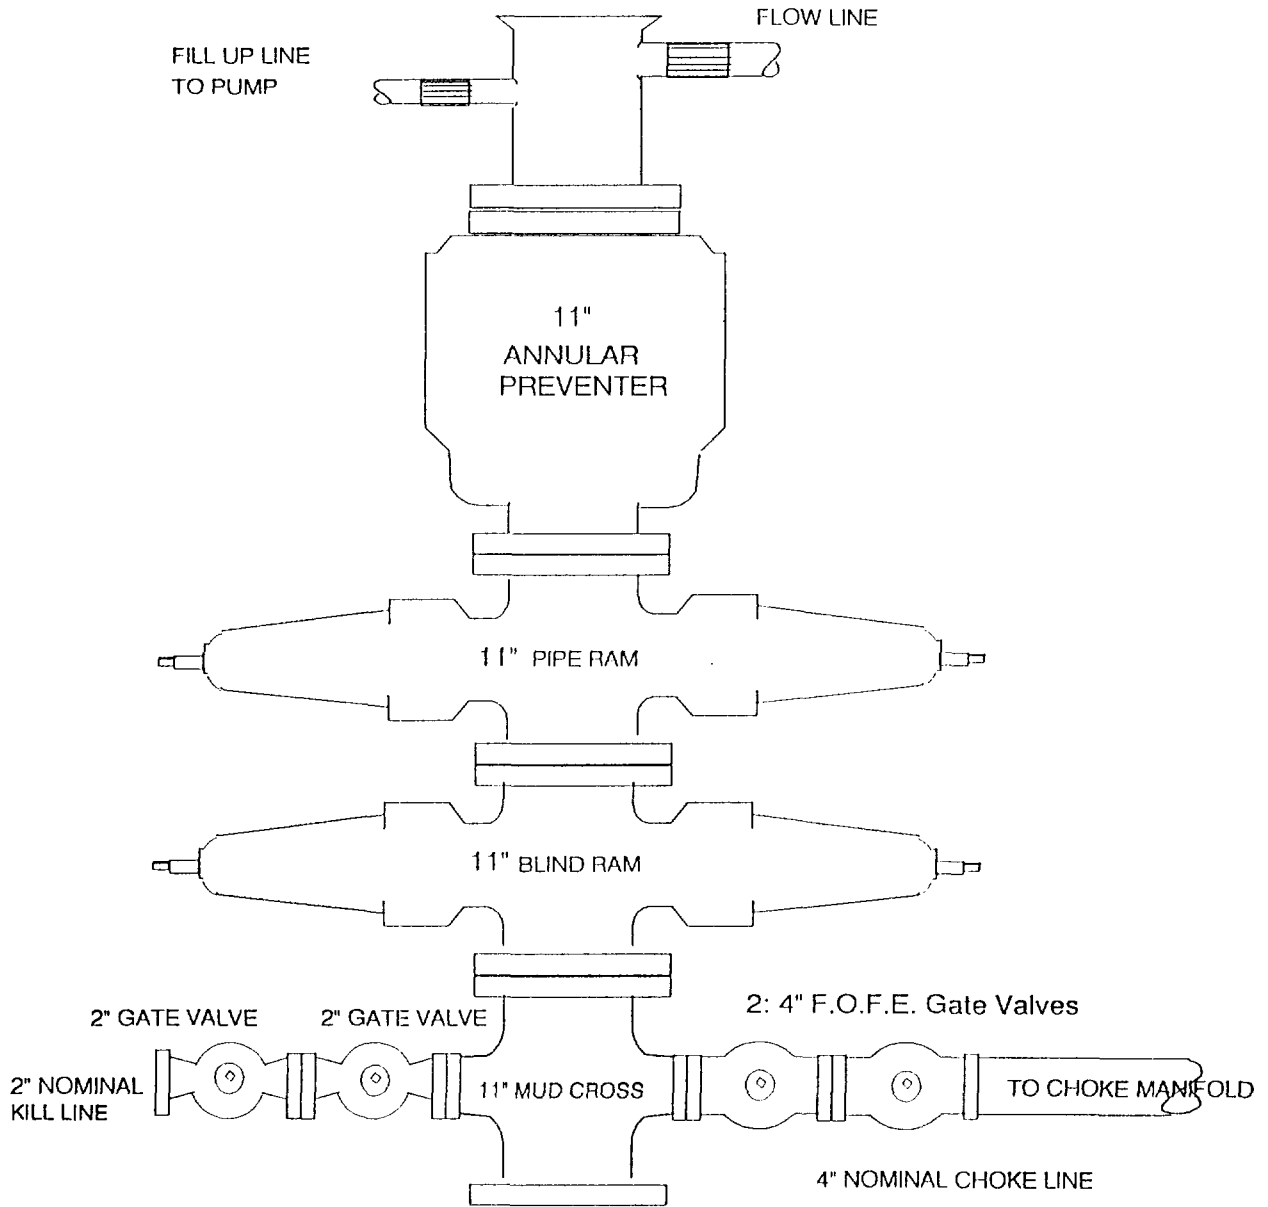 FLOW LINE
FILL UP LINE
TO PUMP
11"
ANNULAR
PREVENTER
11" PIPE RAM
11" BLIND RAM
2: 4" F.O.F.E. Gate Valves
2" GATE VALVE
2" GATE VALVE
2" NOMINAL
KILL LINE
11" MUD CROSS
TO CHOKE MANIFOLD
4" NOMINAL CHOKE LINE